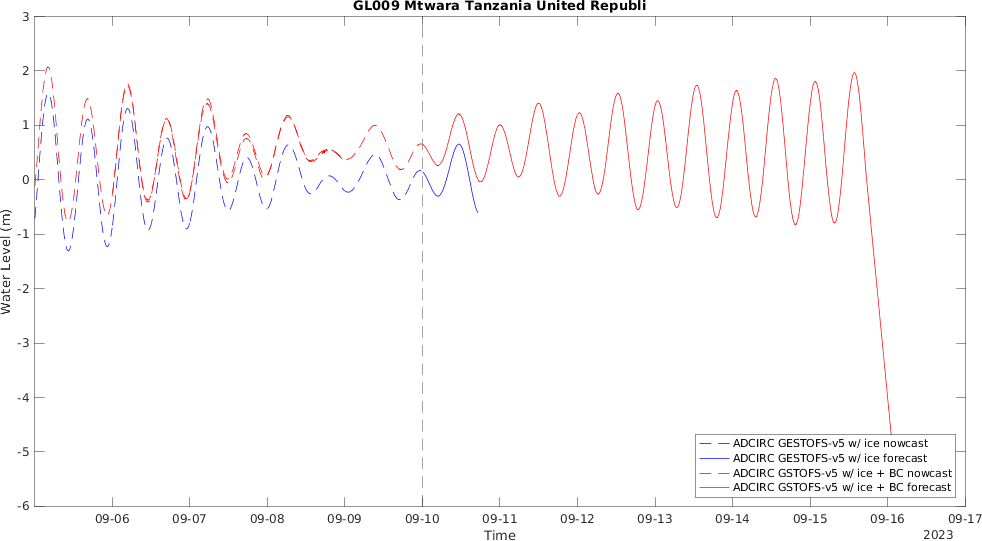 GL009 Mtwara Tanzania United Republi
3
2
1
0
-1
-2
-3
-4
-5
-6
Water Level (m)
ADCIRC GESTOFS-v5 w/ ice nowcast
ADCIRC GESTOFS-v5 w/ ice forecast
ADCIRC GSTOFS-v5 w/ ice + BC nowcast
ADCIRC GSTOFS-v5 w/ ice + BC forecast
09-06 09-07 09-08 09-09 09-10 09-11 09-12 09-13 09-14 09-15 09-16 09-17
Time
2023